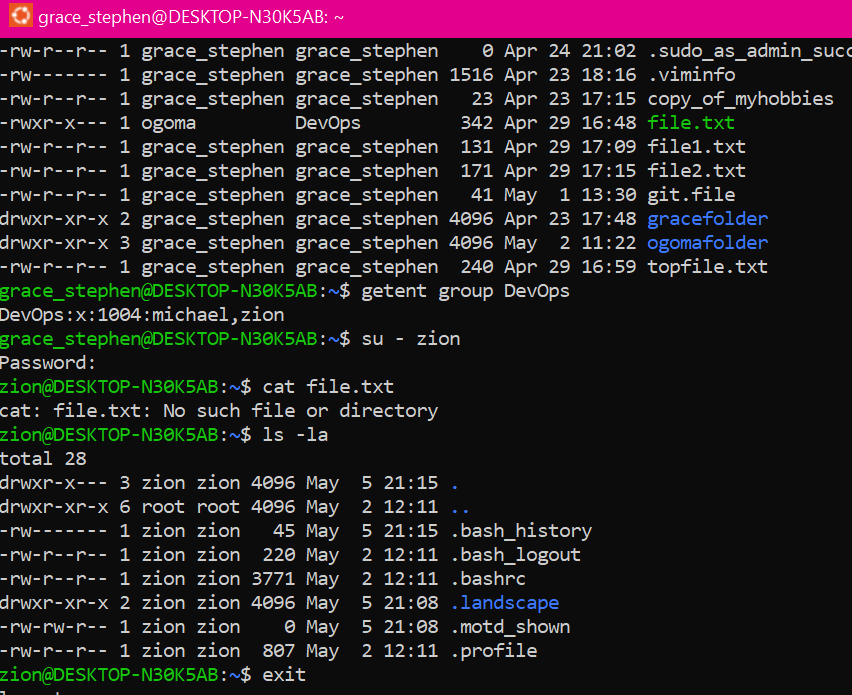 grace_stephen@DESKTOP-N30K5AB: ~
-rw-r--r-- 1 grace_stephen grace_stephen    0 Apr 24 21:02 .sudo_as_admin_succ
-rw------- 1 grace_stephen grace_stephen 1516 Apr 23 18:16 .viminfo
-rw-r--r-- 1 grace_stephen grace_stephen   23 Apr 23 17:15 copy_of_myhobbies
-rwxr-x--- 1 ogoma         DevOps         342 Apr 29 16:48 file.txt
-rw-r--r-- 1 grace_stephen grace_stephen  131 Apr 29 17:09 file1.txt
-rw-r--r-- 1 grace_stephen grace_stephen  171 Apr 29 17:15 file2.txt
-rw-r--r-- 1 grace_stephen grace_stephen   41 May  1 13:30 git.file
drwxr-xr-x 2 grace_stephen grace_stephen 4096 Apr 23 17:48 gracefolder
drwxr-xr-x 3 grace_stephen grace_stephen 4096 May  2 11:22 ogomafolder
-rw-r--r-- 1 grace_stephen grace_stephen  240 Apr 29 16:59 topfile.txt
grace_stephen@DESKTOP-N30K5AB:~$ getent group DevOps
DevOps:x:1004:michael,zion
grace_stephen@DESKTOP-N30K5AB:~$ su - zion
Password:
zion@DESKTOP-N30K5AB:~$ cat file.txt
cat: file.txt: No such file or directory
zion@DESKTOP-N30K5AB:~$ ls -la
total 28
drwxr-x--- 3 zion zion 4096 May  5 21:15 .
drwxr-xr-x 6 root root 4096 May  2 12:11 ..
-rw------- 1 zion zion   45 May  5 21:15 .bash_history
-rw-r--r-- 1 zion zion  220 May  2 12:11 .bash_logout
-rw-r--r-- 1 zion zion 3771 May  2 12:11 .bashrc
drwxr-xr-x 2 zion zion 4096 May  5 21:08 .landscape
-rw-rw-r-- 1 zion zion    0 May  5 21:08 .motd_shown
-rw-r--r-- 1 zion zion  807 May  2 12:11 .profile
zion@DESKTOP-N30K5AB:~$ exit